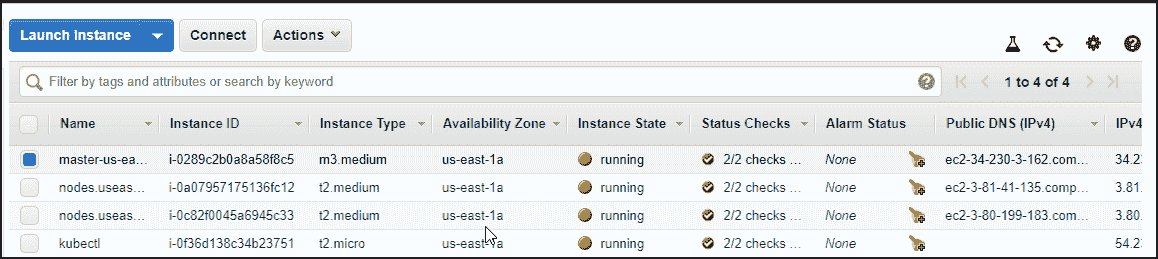 Launch Instance Connect Actions
Filter by tags and attributes or search by keyword 1 to 4 of 4
Name Instance ID Instance Type Availability Zone Instance State Status Checks Alarm Status Public DNS (IPv4) IPv4
master-us-ea... i-0289c2b0a8a58f8c5 m3.medium us-east-1a running 2/2 checks ... None ec2-34-230-3-162.com... 34.23
nodes.useas... i-0a07957175136fc12 t2.medium us-east-1a running 2/2 checks ... None ec2-3-81-41-135.comp... 3.81.
nodes.useas... i-0c82f0045a6945c33 t2.medium us-east-1a running 2/2 checks ... None ec2-3-80-199-183.com... 3.80.
kubectl i-0f36d138c34b23751 t2.micro us-east-1a running 2/2 checks ... None 54.23